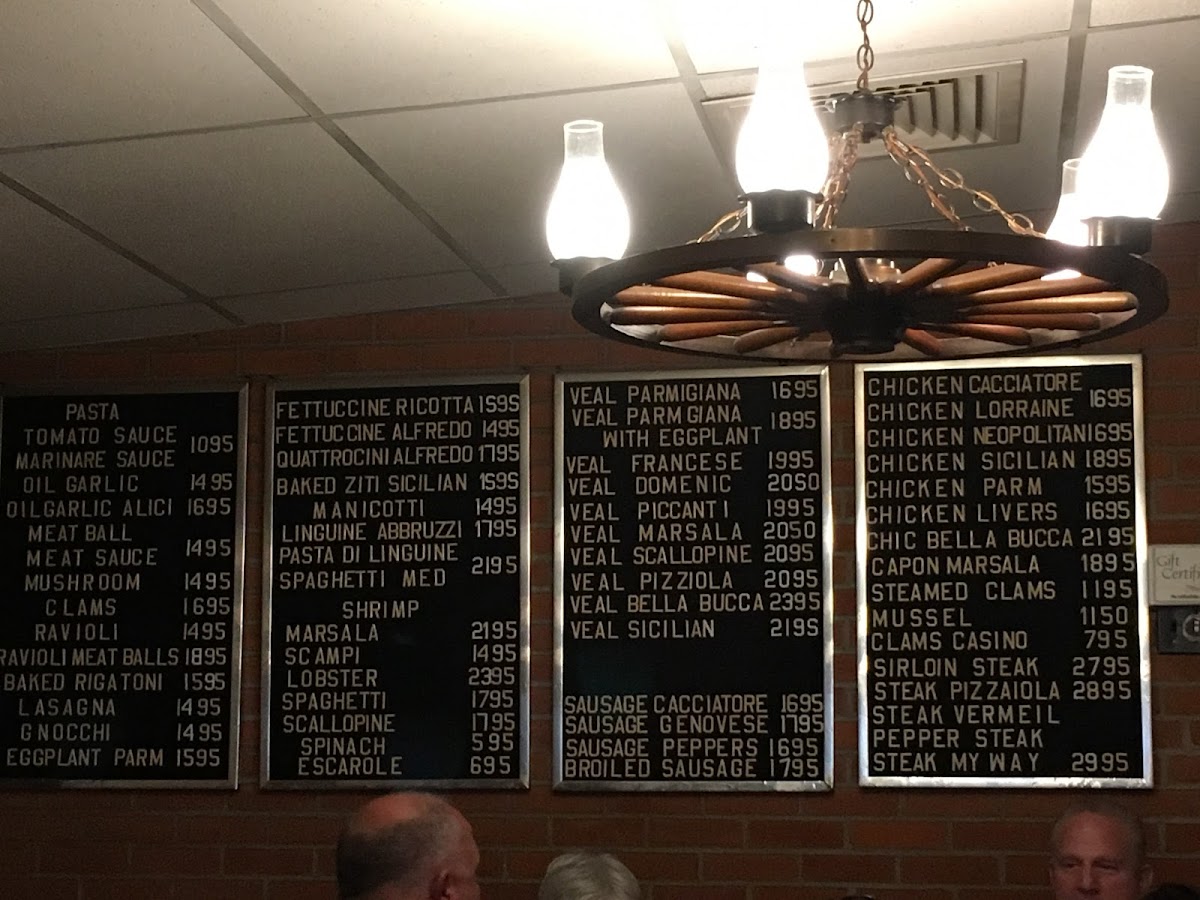 PASTA
TOMATO SAUCE 1095
MARINARE SAUCE
OIL GARLIC 1495
OILGARLIC ALICI 1695
MEAT BALL
MEAT SAUCE 1495
MUSHROOM 1495
CLAMS 1695
RAVIOLI 1495
RAVIOLI MEAT BALLS 1895
BAKED RIGATONI 1595
LASAGNA 1495
GNOCCHI 1495
EGGPLANT PARM 1595
FETTUCCINE RICOTTA 1595
FETTUCCINE ALFREDO 1495
QUATTROCINI ALFREDO 1795
BAKED ZITI SICILIAN 1595
MANICOTTI 1495
LINGUINE ABBRUZZI 1795
PASTA DI LINGUINE 2195
SPAGHETTI MED
SHRIMP
MARSALA 2195
SCAMPI 1495
LOBSTER 2395
SPAGHETTI 1795
SCALLOPINE 1795
SPINACH 595
ESCAROLE 695
VEAL PARMIGIANA 1695
VEAL PARM GIANA 1895
WITH EGGPLANT
VEAL FRANCESE 1995
VEAL DOMENIC 2050
VEAL PICCANTI 1995
VEAL MARSALA 2050
VEAL SCALLOPINE 2095
VEAL PIZZIOLA 2095
VEAL BELLA BUCCA 2395
VEAL SICILIAN 2195
SAUSAGE CACCIATORE 1695
SAUSAGE GENOVESE 1795
SAUSAGE PEPPERS 1695
BROILED SAUSAGE 1795
CHICKEN CACCIATORE
CHICKEN LORRAINE 1695
CHICKEN NEOPOLITAN 1695
CHICKEN SICILIAN 1895
CHICKEN PARM 1595
CHICKEN LIVERS 1695
CHIC BELLA BUCCA 2195
CAPON MARSALA 1895
STEAMED CLAMS 1195
MUSSEL 1150
CLAMS CASINO 795
SIRLOIN STEAK 2795
STEAK PIZZAIOLA 2895
STEAK VERMEIL
PEPPER STEAK
STEAK MY WAY 2995
Gift
Certifi